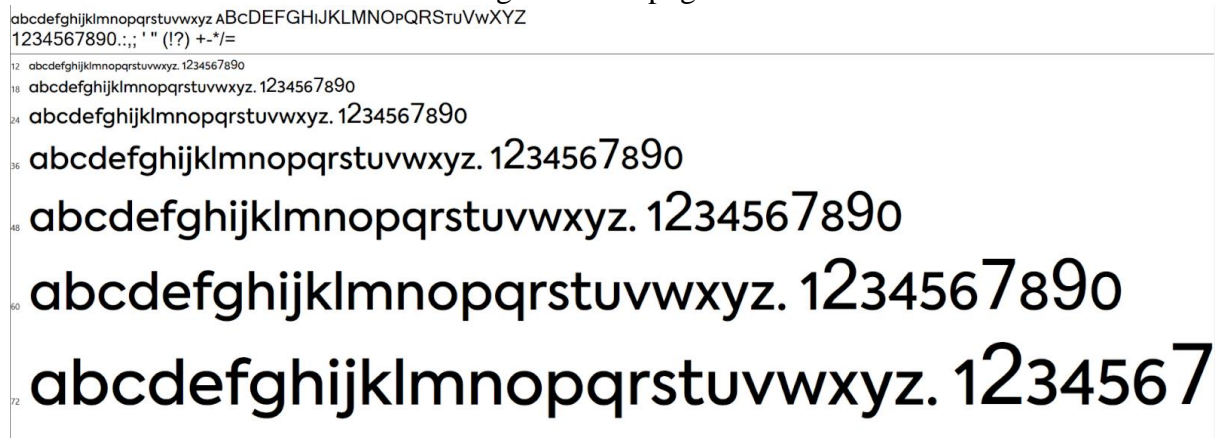 abcdefghijklmnopqrstuvwxyz ABCDEFGHIJKLMNOPQRSTUVWXYZ
1234567890.:,; ' " (!?) +-*/=
12 abcdefghijklmnopqrstuvwxyz. 1234567890
18 abcdefghijklmnopqrstuvwxyz. 1234567890
24 abcdefghijklmnopqrstuvwxyz. 1234567890
36 abcdefghijklmnopqrstuvwxyz. 1234567890
48 abcdefghijklmnopqrstuvwxyz. 1234567890
60 abcdefghijklmnopqrstuvwxyz. 1234567890
72 abcdefghijklmnopqrstuvwxyz. 1234567